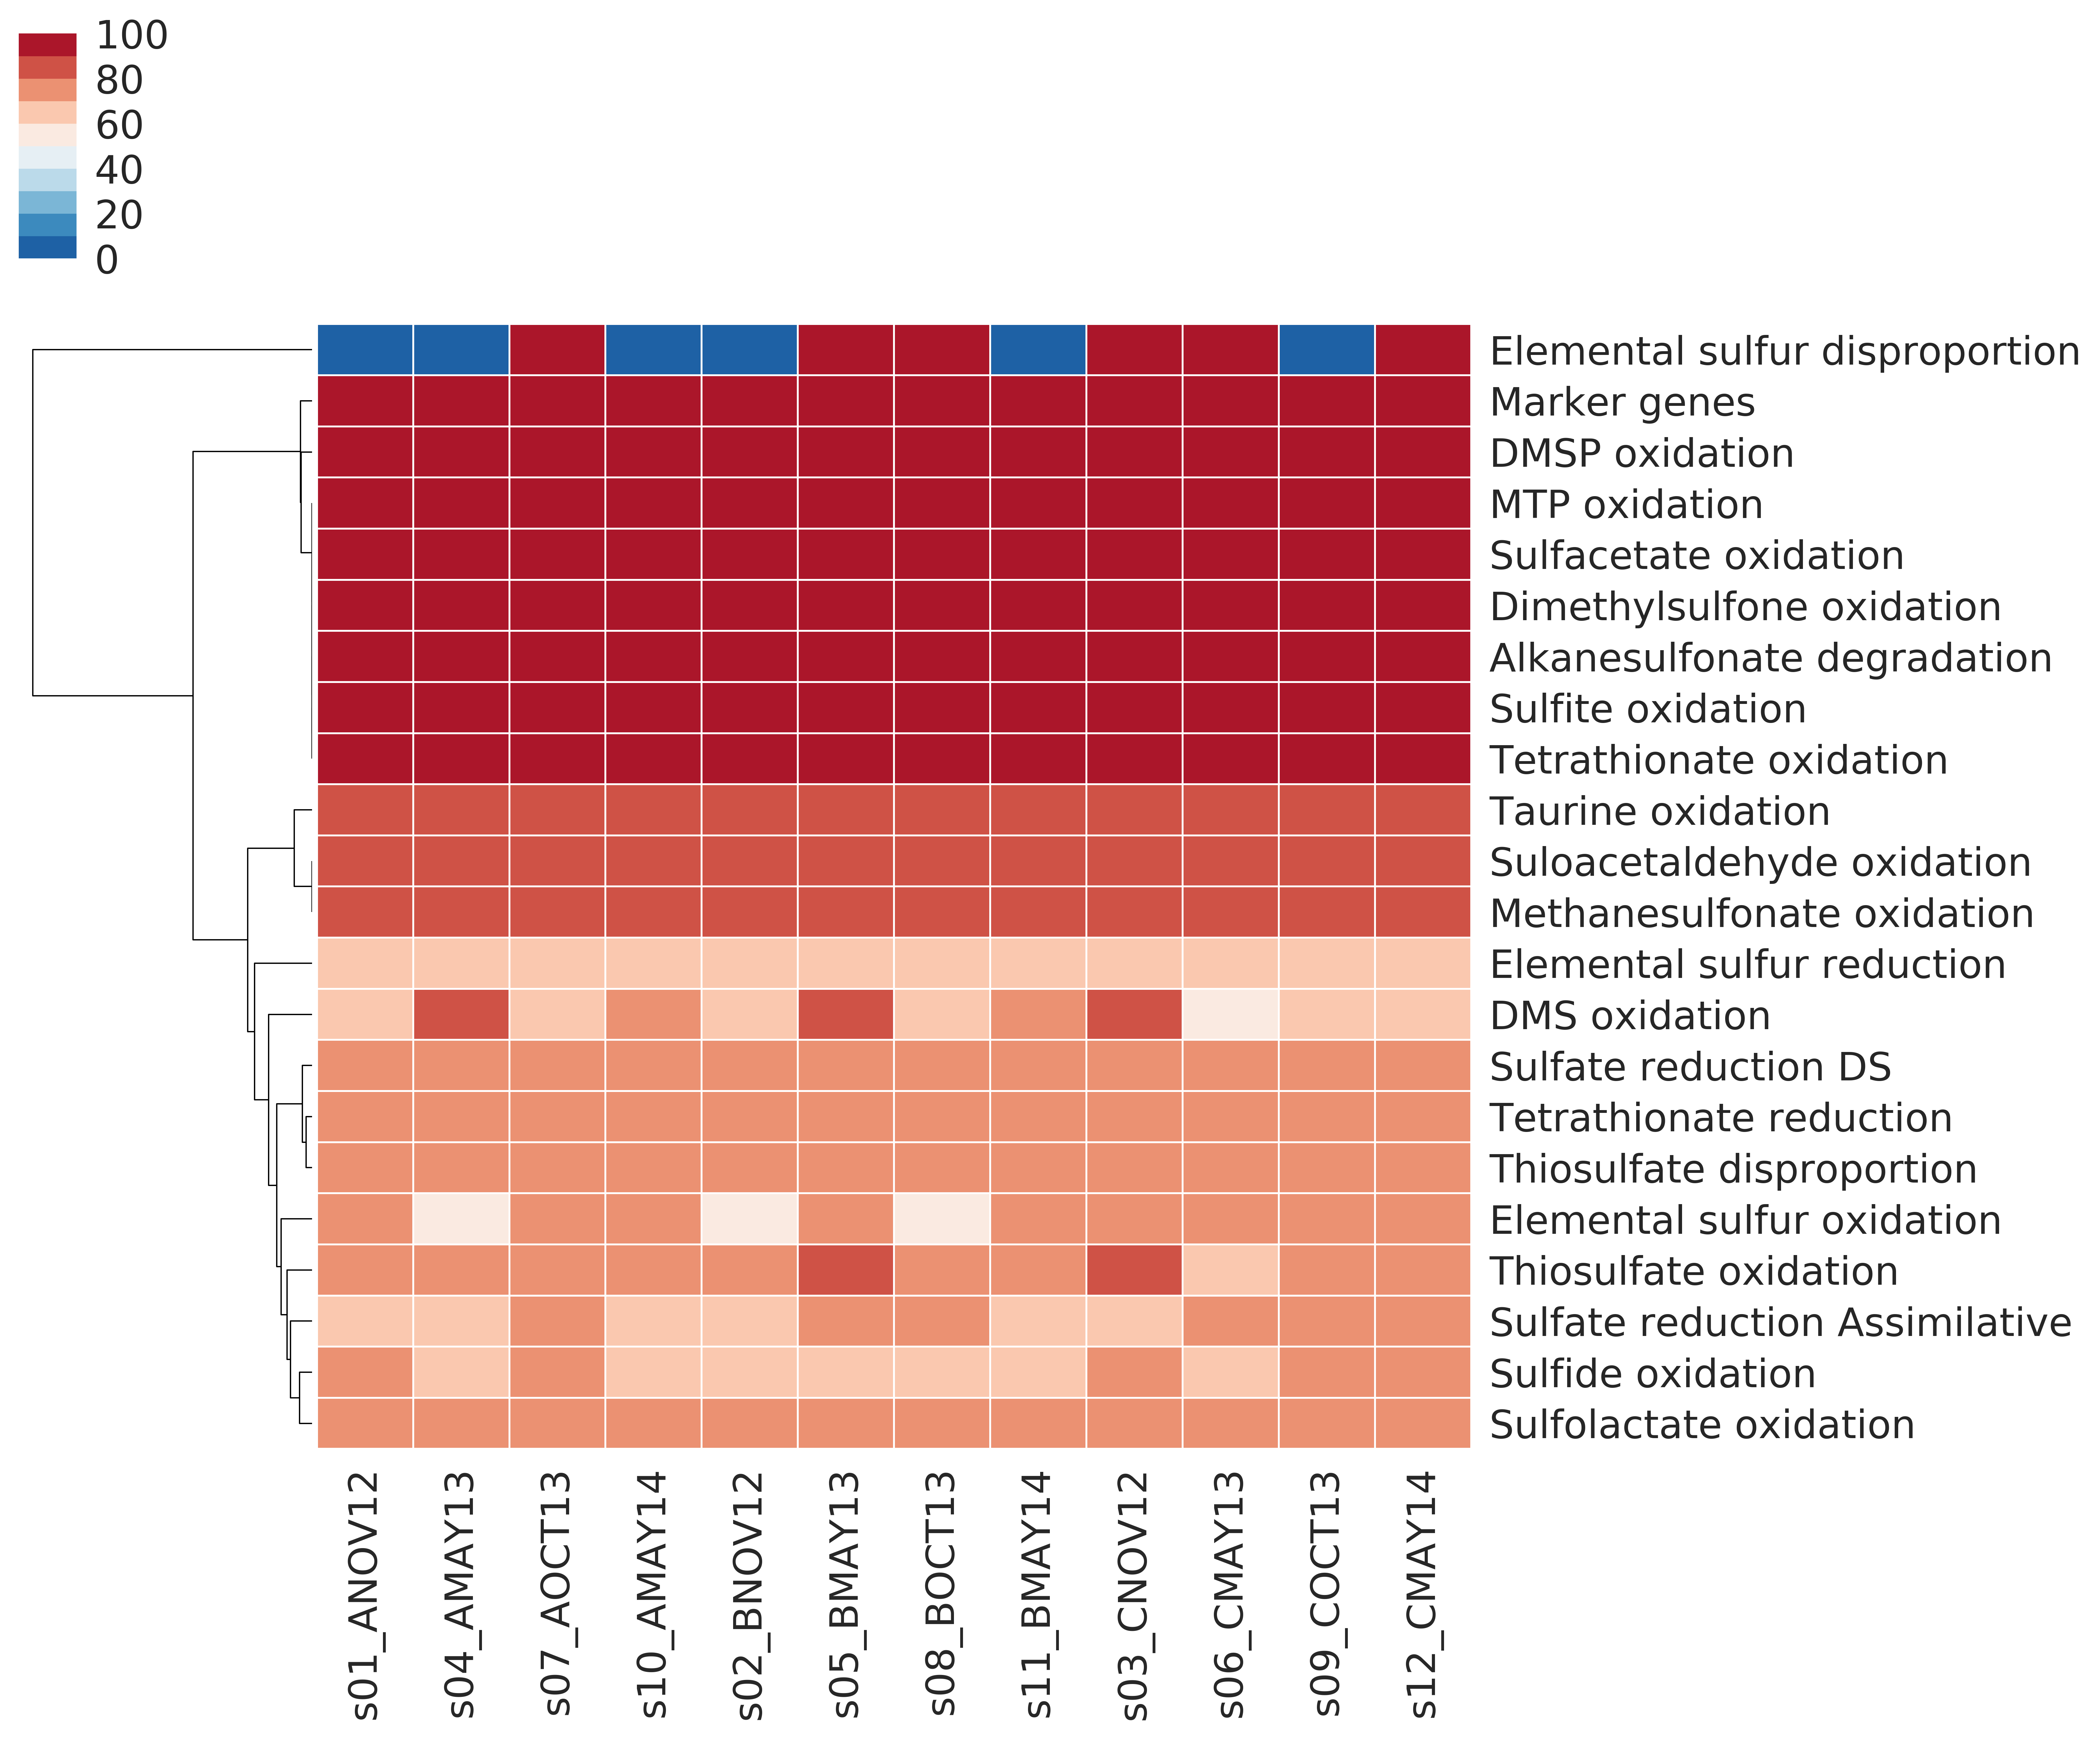 100
80
60
40
20
0
Elemental sulfur disproportion
Marker genes
DMSP oxidation
MTP oxidation
Sulfacetate oxidation
Dimethylsulfone oxidation
Alkanesulfonate degradation
Sulfite oxidation
Tetrathionate oxidation
Taurine oxidation
Suloacetaldehyde oxidation
Methanesulfonate oxidation
Elemental sulfur reduction
DMS oxidation
Sulfate reduction DS
Tetrathionate reduction
Thiosulfate disproportion
Elemental sulfur oxidation
Thiosulfate oxidation
Sulfate reduction Assimilative
Sulfide oxidation
Sulfolactate oxidation
s01_ANOV12
s04_AMAY13
s07_AOCT13
s10_AMAY14
s02_BNOV12
s05_BMAY13
s08_BOCT13
s11_BMAY14
s03_CNOV12
s06_CMAY13
s09_COCT13
s12_CMAY14